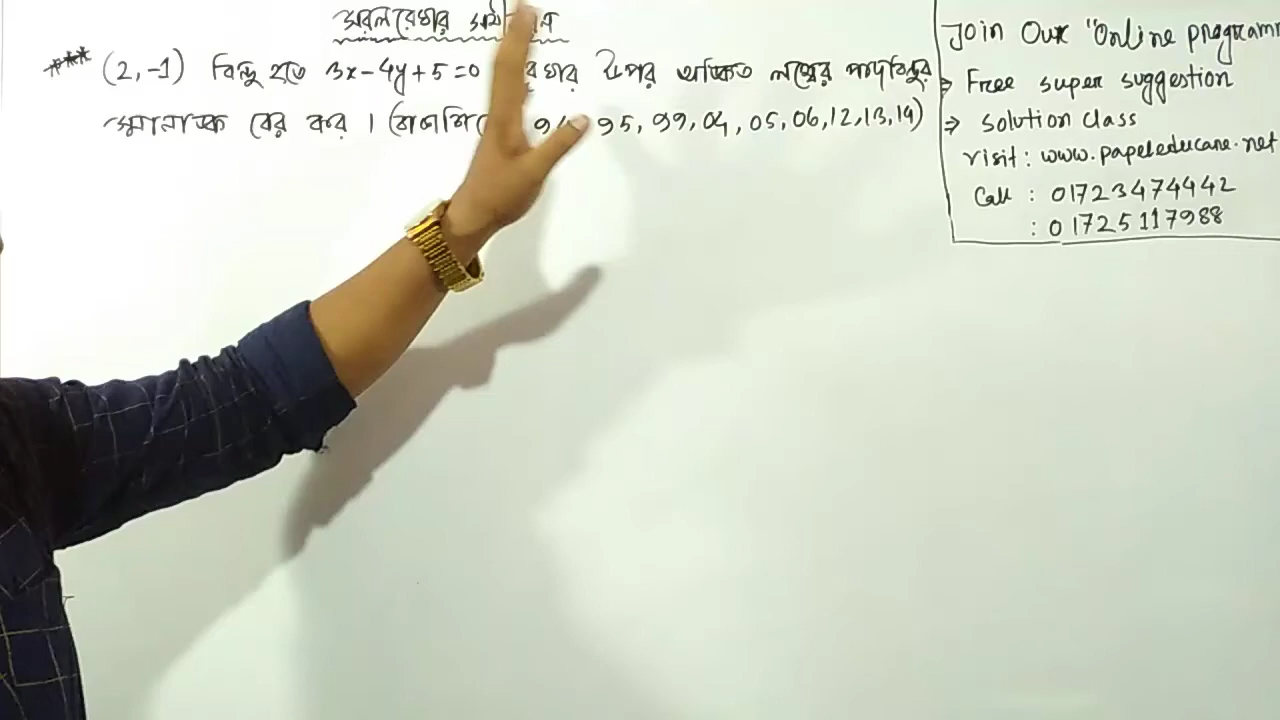 সরলরেখার
*** (2,-1) বিন্দু হতে 3x-4y+5=0 উপর অঙ্কিত লম্বের পাদবিন্দুর
স্থানাঙ্ক বের কর । 95, 99, 04, 05, 06, 12, 13, 14)
Join Our "Online programm
⇒ Free super suggestion
⇒ solution class
visit: www.papeleducare.net
Call : 01723474442
: 01725117988